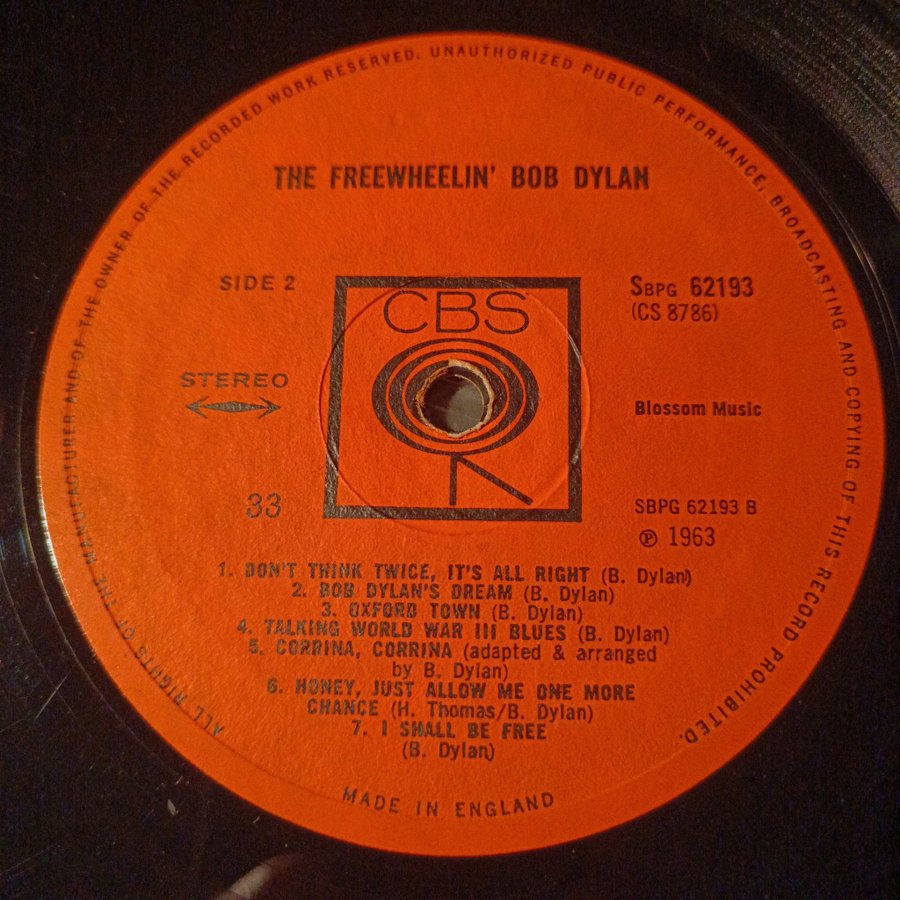 ALL RIGHTS OF THE MANUFACTURER AND OF THE OWNER OF THE RECORDED WORK RESERVED. UNAUTHORIZED PUBLIC PERFORMANCE, BROADCASTING AND COPYING OF THIS RECORD PROHIBITED.
THE FREEWHEELIN' BOB DYLAN
SIDE 2
CBS
SBPG 62193
(CS 8786)
STEREO
Blossom Music
33
SBPG 62193 B
℗ 1963
1. DON'T THINK TWICE, IT'S ALL RIGHT (B. Dylan)
2. BOB DYLAN'S DREAM (B. Dylan)
3. OXFORD TOWN (B. Dylan)
4. TALKING WORLD WAR III BLUES (B. Dylan)
5. CORRINA, CORRINA (adapted & arranged
by B. Dylan)
6. HONEY, JUST ALLOW ME ONE MORE
CHANCE (H. Thomas/B. Dylan)
7. I SHALL BE FREE
(B. Dylan)
MADE IN ENGLAND